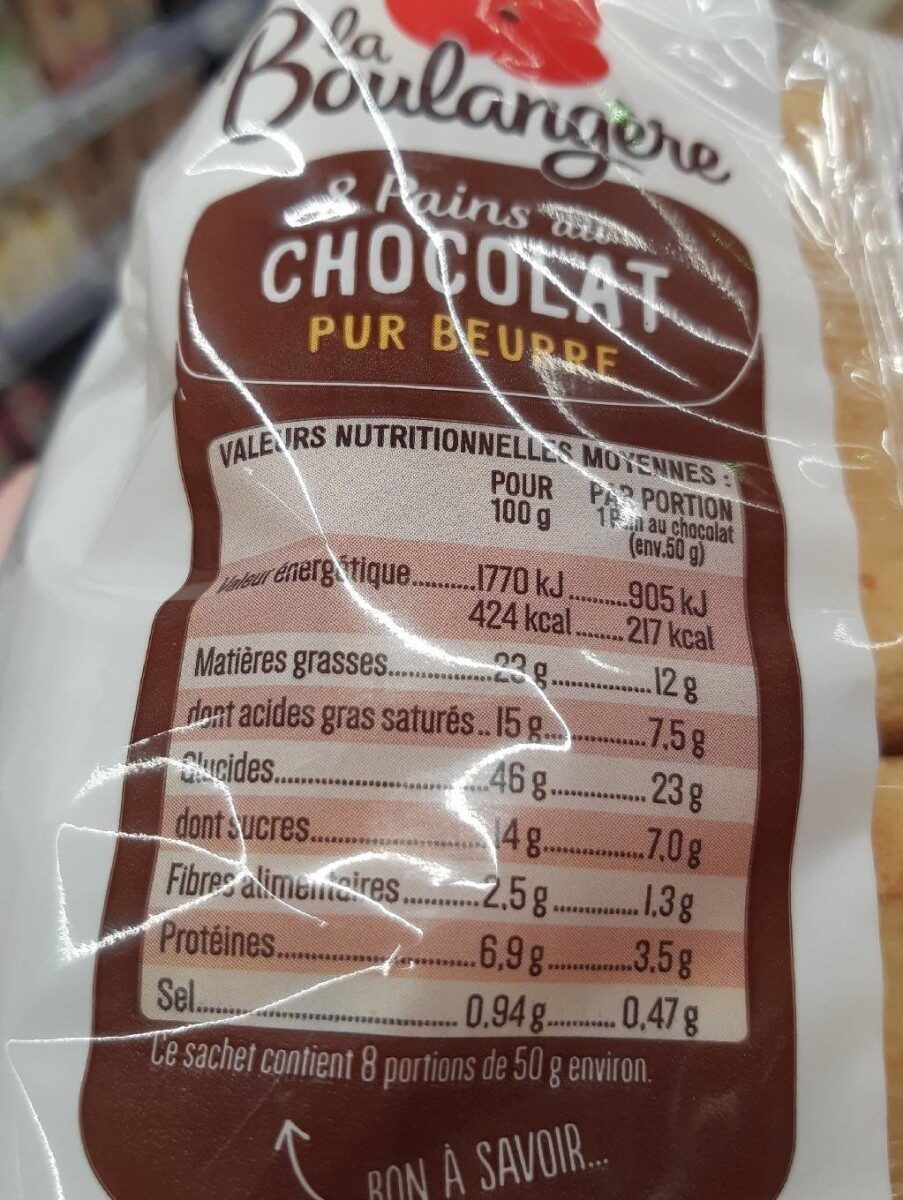 la
Boulangère
8 Pains au
CHOCOLAT
PUR BEURRE
VALEURS NUTRITIONNELLES MOYENNES :
POUR 100 g
PAR PORTION
1 Pain au chocolat
(env.50 g)
Valeur énergétique..........1770 kJ..........905 kJ
424 kcal........217 kcal
Matières grasses................23 g...............12 g
dont acides gras saturés.. 15 g...............7,5 g
Glucides................................46 g...............23 g
dont sucres..........................14 g...............7,0 g
Fibres alimentaires............2,5 g..............1,3 g
Protéines..............................6,9 g.............3,5 g
Sel.......................................0,94 g...........0,47 g
Ce sachet contient 8 portions de 50 g environ.
BON À SAVOIR...